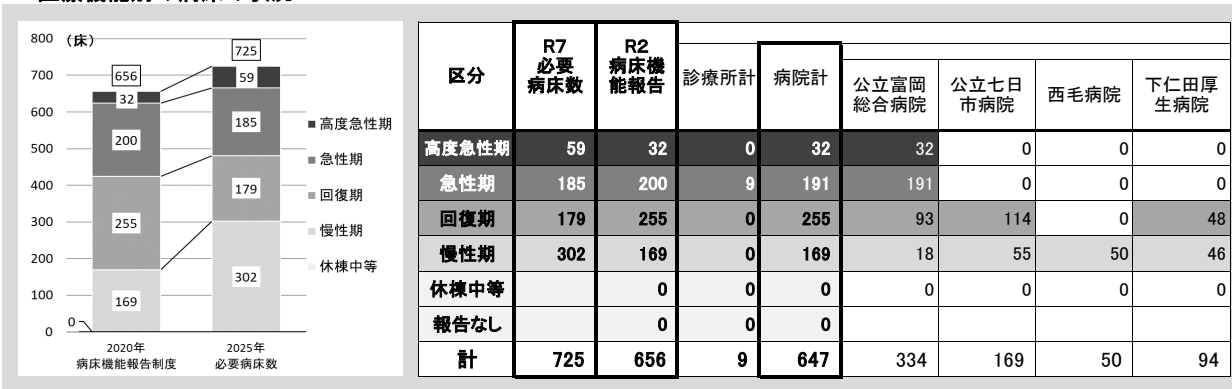 800 （床）
700
600
500
400
300
200
100
0
656
32
200
255
169
0
725
59
185
179
302
2020年
病床機能報告制度
2025年
必要病床数
高度急性期
急性期
回復期
慢性期
休棟中等
区分 R7必要病床数 R2病床機能報告 診療所計 病院計 公立富岡総合病院 公立七日市病院 西毛病院 下仁田厚生病院
高度急性期 59 32 0 32 32 0 0 0
急性期 185 200 9 191 191 0 0 0
回復期 179 255 0 255 93 114 0 48
慢性期 302 169 0 169 18 55 50 46
休棟中等 0 0 0 0 0 0 0
報告なし 0 0 0
計 725 656 9 647 334 169 50 94